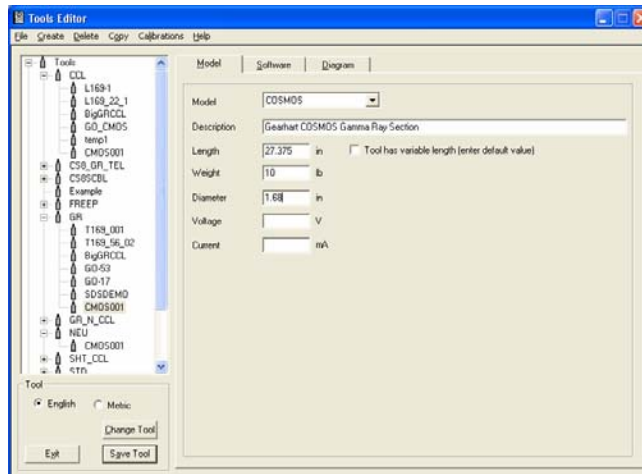 Tools Editor
File Create Delete Copy Calibrations Help
Tools
CCL
L169-1
L169_22_1
BigGRCCL
GO_CMOS
temp1
CMOS001
CS8_GR_TEL
CS8SCBL
Example
FREEP
GR
T169_001
T169_56_02
BigGRCCL
GO-53
GO-17
SDSDEMO
CMOS001
GR_N_CCL
NEU
CMOS001
SHT_CCL
STD
Tool
English Metric
Change Tool
Exit Save Tool
Model Software Diagram
Model COSMOS
Description Gearhart COSMOS Gamma Ray Section
Length 27.375 in Tool has variable length (enter default value)
Weight 10 lb
Diameter 1.68 in
Voltage V
Current mA